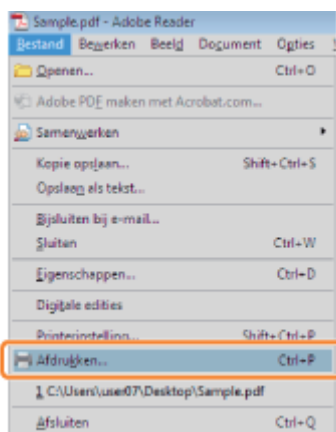 Sample.pdf - Adobe Reader
Bestand Bewerken Beeld Document Opties
Openen... Ctrl+O
Adobe PDF maken met Acrobat.com...
Samenwerken
Kopie opslaan... Shift+Ctrl+S
Opslaan als tekst...
Bijsluiten bij e-mail...
Sluiten Ctrl+W
Eigenschappen... Ctrl+D
Digitale edities
Printerinstelling... Shift+Ctrl+P
Afdrukken... Ctrl+P
1 C:\Users\user07\Desktop\Sample.pdf
Afsluiten Ctrl+Q